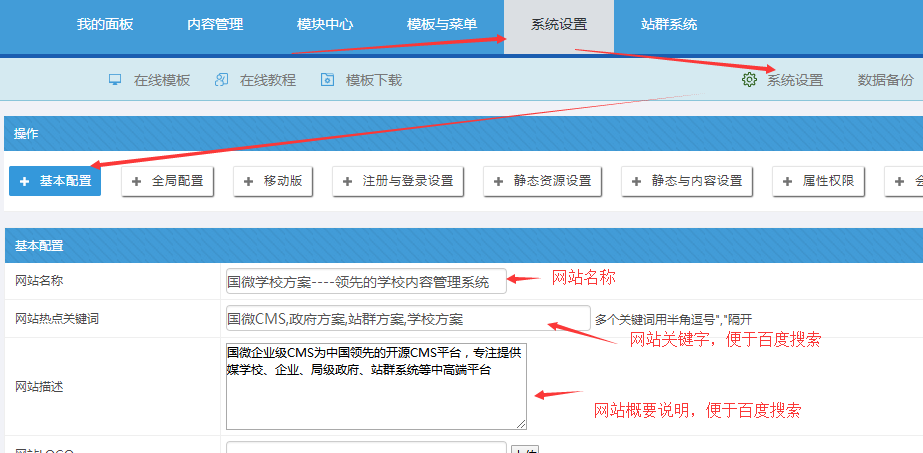 我的面板 内容管理 模块中心 模板与菜单 系统设置 站群系统
在线模板 在线教程 模板下载 系统设置 数据备份
操作
基本配置 全局配置 移动版 注册与登录设置 静态资源设置 静态与内容设置 属性权限
基本配置
网站名称 国微学校方案----领先的学校内容管理系统 网站名称
网站热点关键词 国微CMS,政府方案,站群方案,学校方案 多个关键词用半角逗号","隔开
网站关键字，便于百度搜索
国微企业级CMS为中国领先的开源CMS平台，专注提供
媒学校、企业、局级政府、站群系统等中高端平台
网站描述
网站概要说明，便于百度搜索
网站LOGO 上传